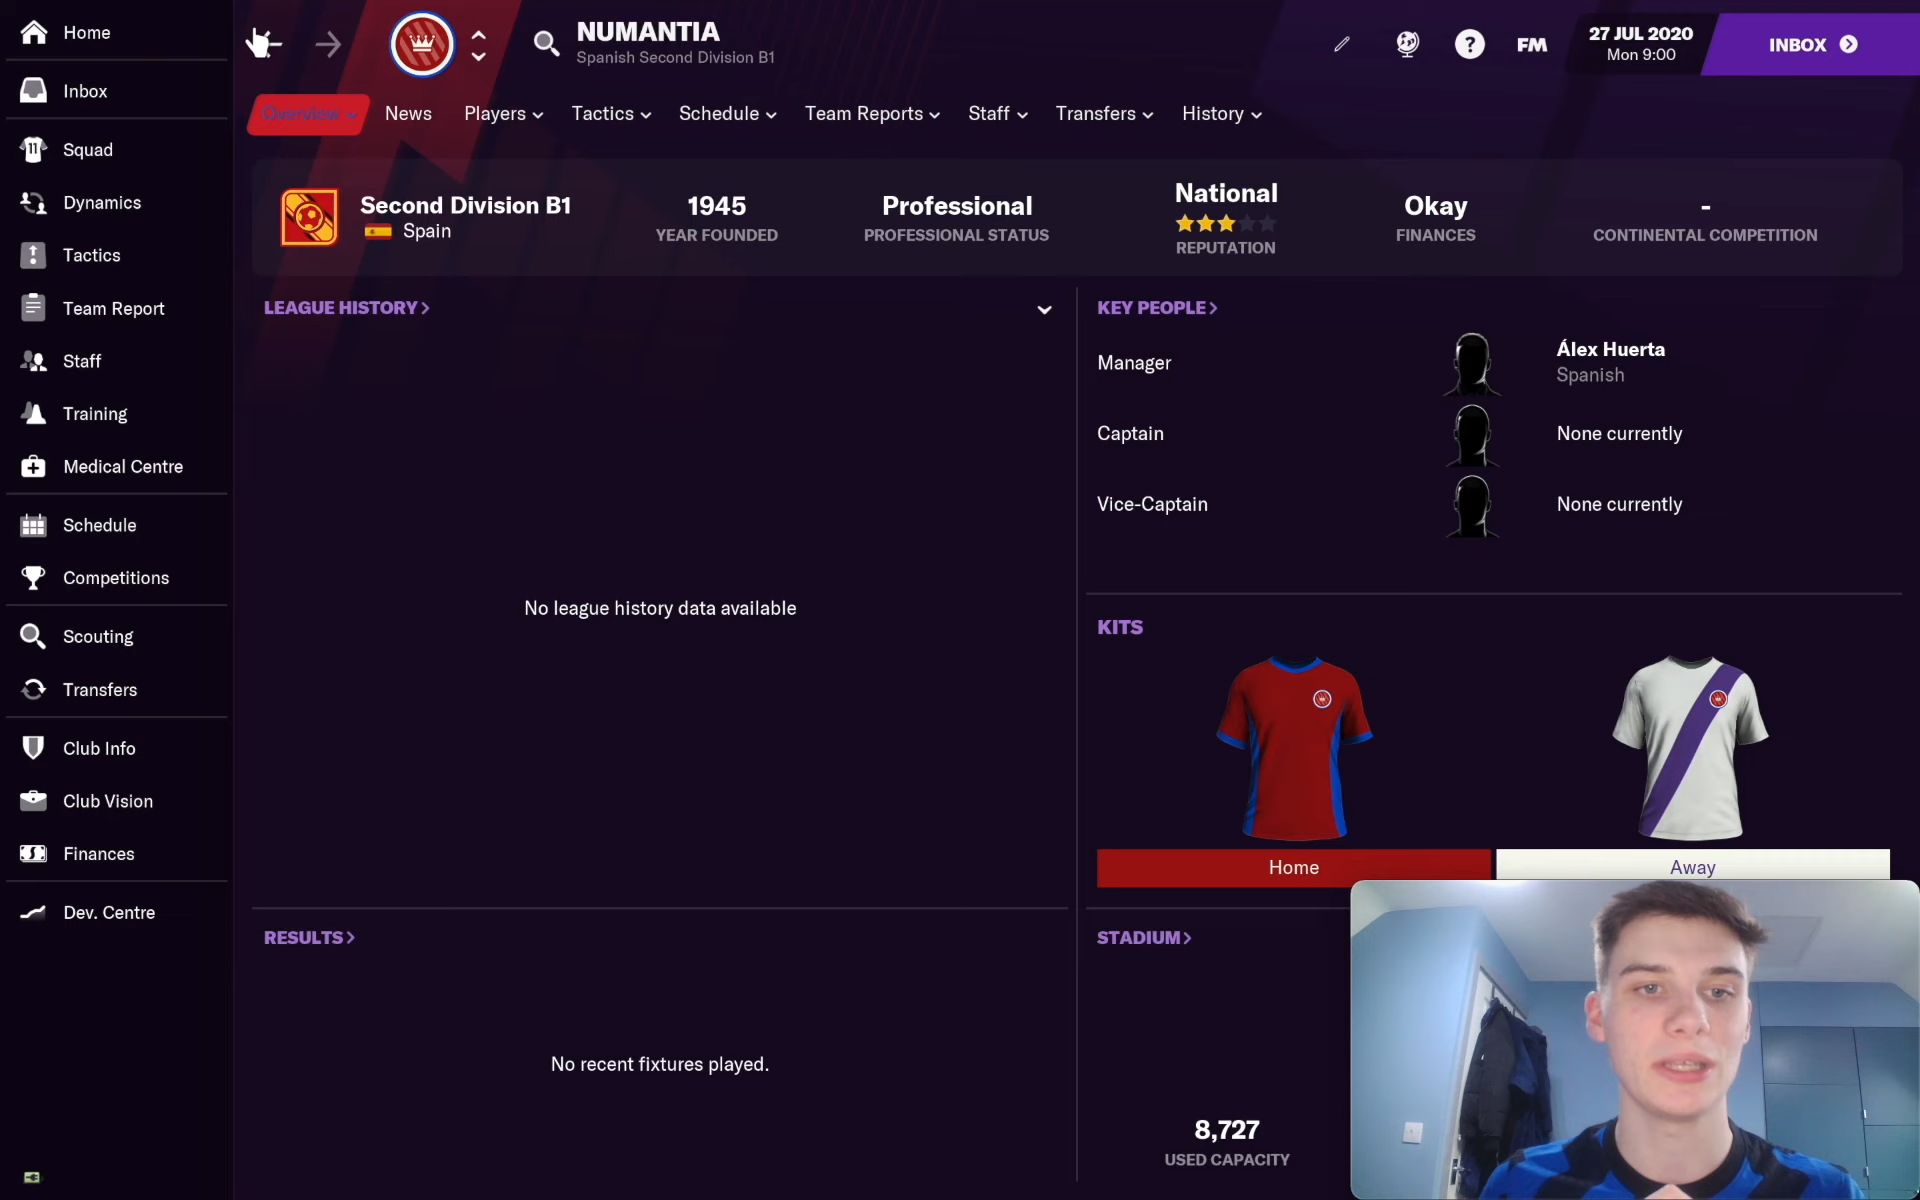 Home
Inbox
Squad
Dynamics
Tactics
Team Report
Staff
Training
Medical Centre
Schedule
Competitions
Scouting
Transfers
Club Info
Club Vision
Finances
Dev. Centre
NUMANTIA
Spanish Second Division B1
FM
27 JUL 2020
Mon 9:00
INBOX
Overview
News
Players
Tactics
Schedule
Team Reports
Staff
Transfers
History
Second Division B1
Spain
1945
YEAR FOUNDED
Professional
PROFESSIONAL STATUS
National
REPUTATION
Okay
FINANCES
-
CONTINENTAL COMPETITION
LEAGUE HISTORY
No league history data available
KEY PEOPLE
Manager
Álex Huerta
Spanish
Captain
None currently
Vice-Captain
None currently
KITS
Home
Away
RESULTS
No recent fixtures played.
STADIUM
8,727
USED CAPACITY